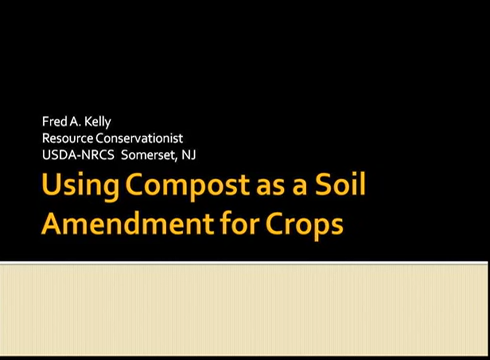 Fred A. Kelly
Resource Conservationist
USDA-NRCS Somerset, NJ
Using Compost as a Soil
Amendment for Crops